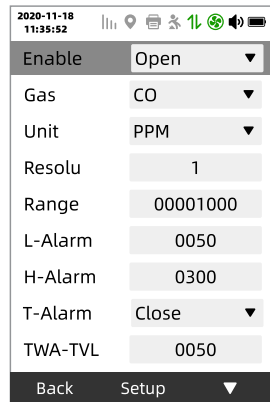 2020-11-18
11:35:52
Enable Open
Gas CO
Unit PPM
Resolu 1
Range 00001000
L-Alarm 0050
H-Alarm 0300
T-Alarm Close
TWA-TVL 0050
Back Setup